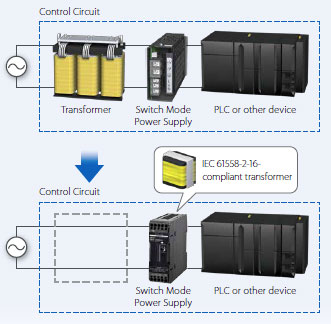 Control Circuit
Transformer
Switch Mode
Power Supply
PLC or other device
IEC 61558-2-16-
compliant transformer
Control Circuit
Switch Mode
Power Supply
PLC or other device